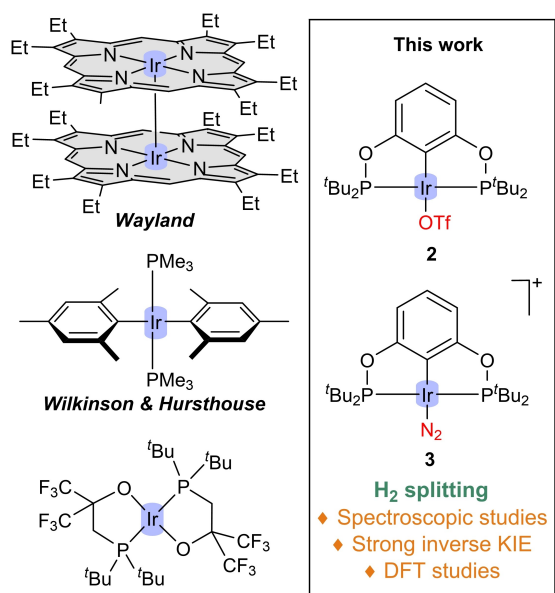 Et Et
Et Et
N N
Ir
N N
Et Et
Et Et
N N
Ir
N N
Et Et
Et Et
Wayland
PMe₃
Ir
PMe₃
Wilkinson & Hursthouse
ᵗBu
ᵗBu
F₃C O P
F₃C Ir
P O CF₃
CF₃
ᵗBu ᵗBu
This work
O O
ᵗBu₂P Ir PᵗBu₂
OTf
2
+
O O
ᵗBu₂P Ir PᵗBu₂
N₂
3
H₂ splitting
♦ Spectroscopic studies
♦ Strong inverse KIE
♦ DFT studies